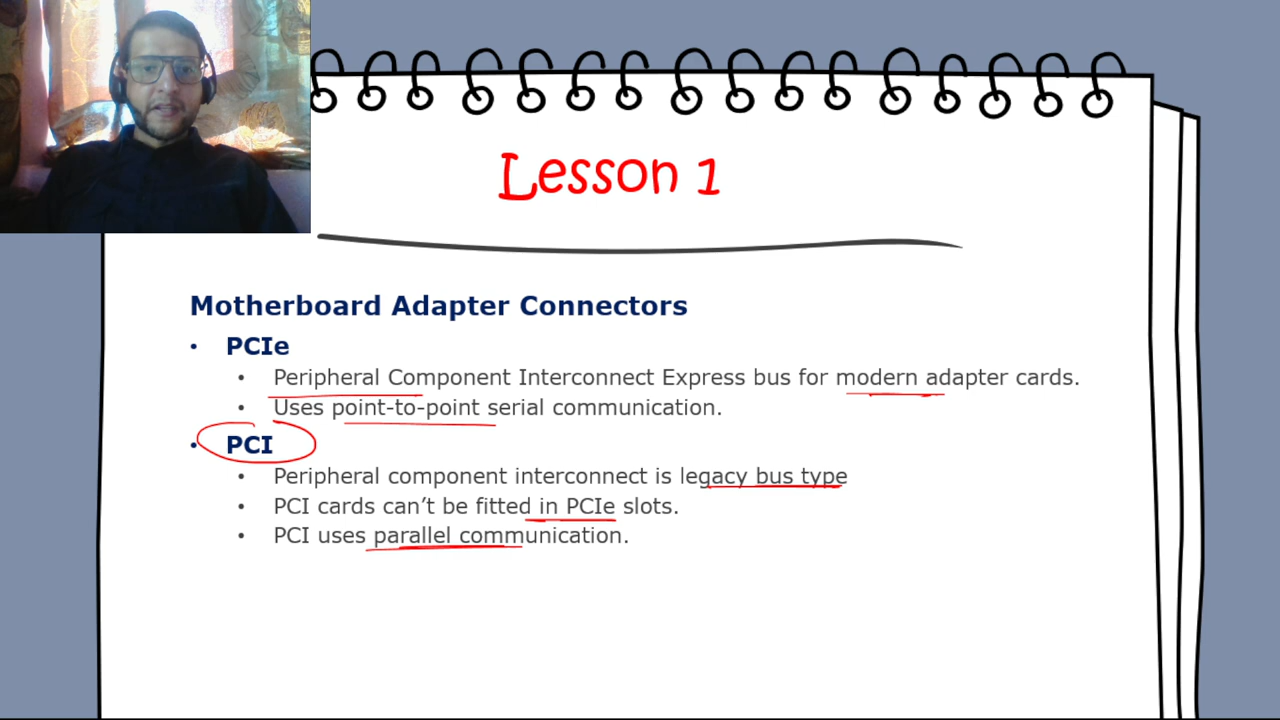 Lesson 1
Motherboard Adapter Connectors
• PCIe
• Peripheral Component Interconnect Express bus for modern adapter cards.
• Uses point-to-point serial communication.
• PCI
• Peripheral component interconnect is legacy bus type
• PCI cards can’t be fitted in PCIe slots.
• PCI uses parallel communication.